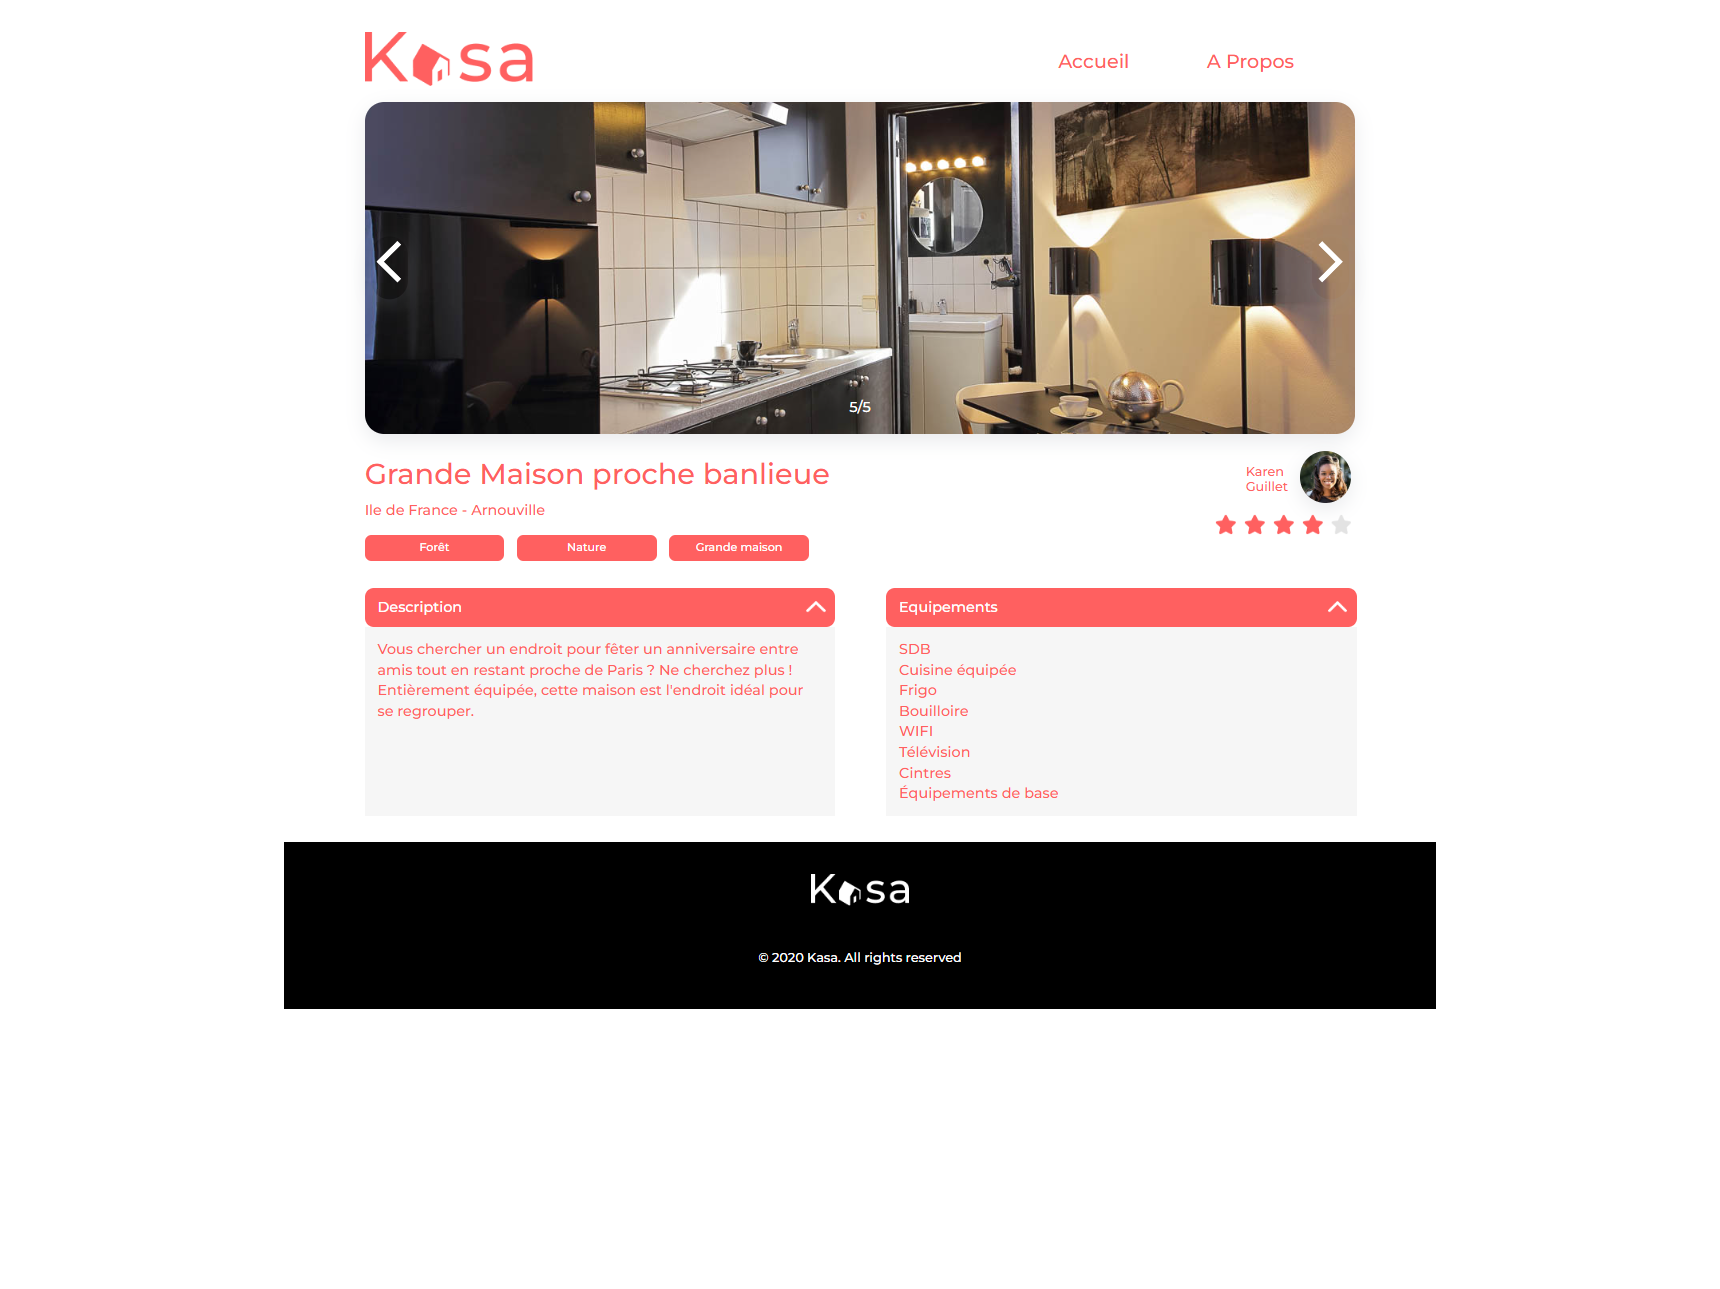 Kasa
Accueil
A Propos
5/5
Grande Maison proche banlieue
Ile de France - Arnouville
Forêt
Nature
Grande maison
Karen
Guillet
Description
Vous chercher un endroit pour fêter un anniversaire entre
amis tout en restant proche de Paris ? Ne cherchez plus !
Entièrement équipée, cette maison est l'endroit idéal pour
se regrouper.
Equipements
SDB
Cuisine équipée
Frigo
Bouilloire
WIFI
Télévision
Cintres
Équipements de base
Kasa
© 2020 Kasa. All rights reserved